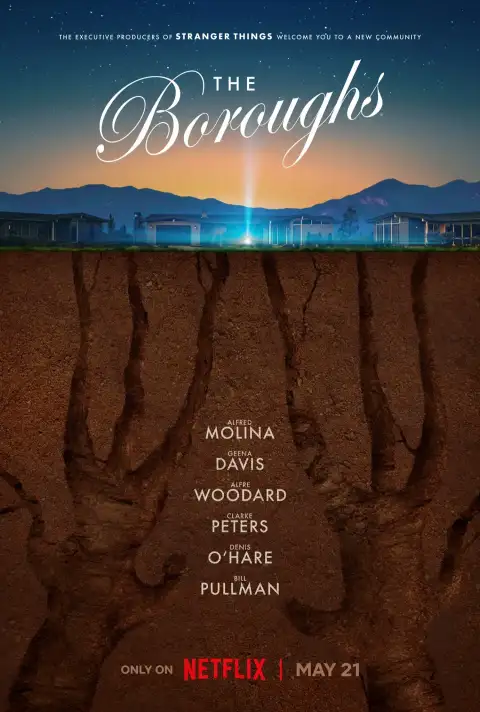 THE EXECUTIVE PRODUCERS OF STRANGER THINGS WELCOME YOU TO A NEW COMMUNITY
THE
Boroughs
ALFRED
MOLINA
GEENA
DAVIS
ALFRE
WOODARD
CLARKE
PETERS
DENIS
O'HARE
BILL
PULLMAN
ONLY ON NETFLIX | MAY 21